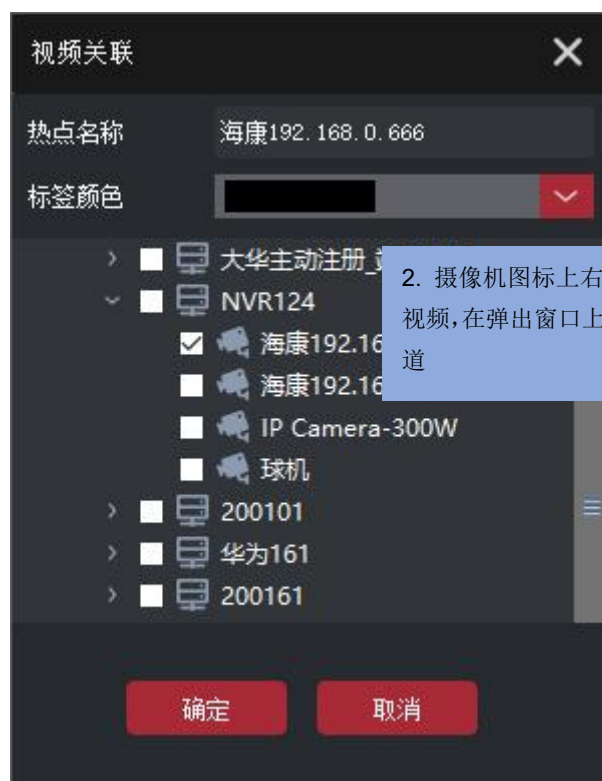 视频关联
热点名称
海康192.168.0.666
标签颜色
大华主动注册_
2. 摄像机图标上右
视频,在弹出窗口上
道
NVR124
海康192.16
海康192.16
IP Camera-300W
球机
200101
华为161
200161
确定
取消